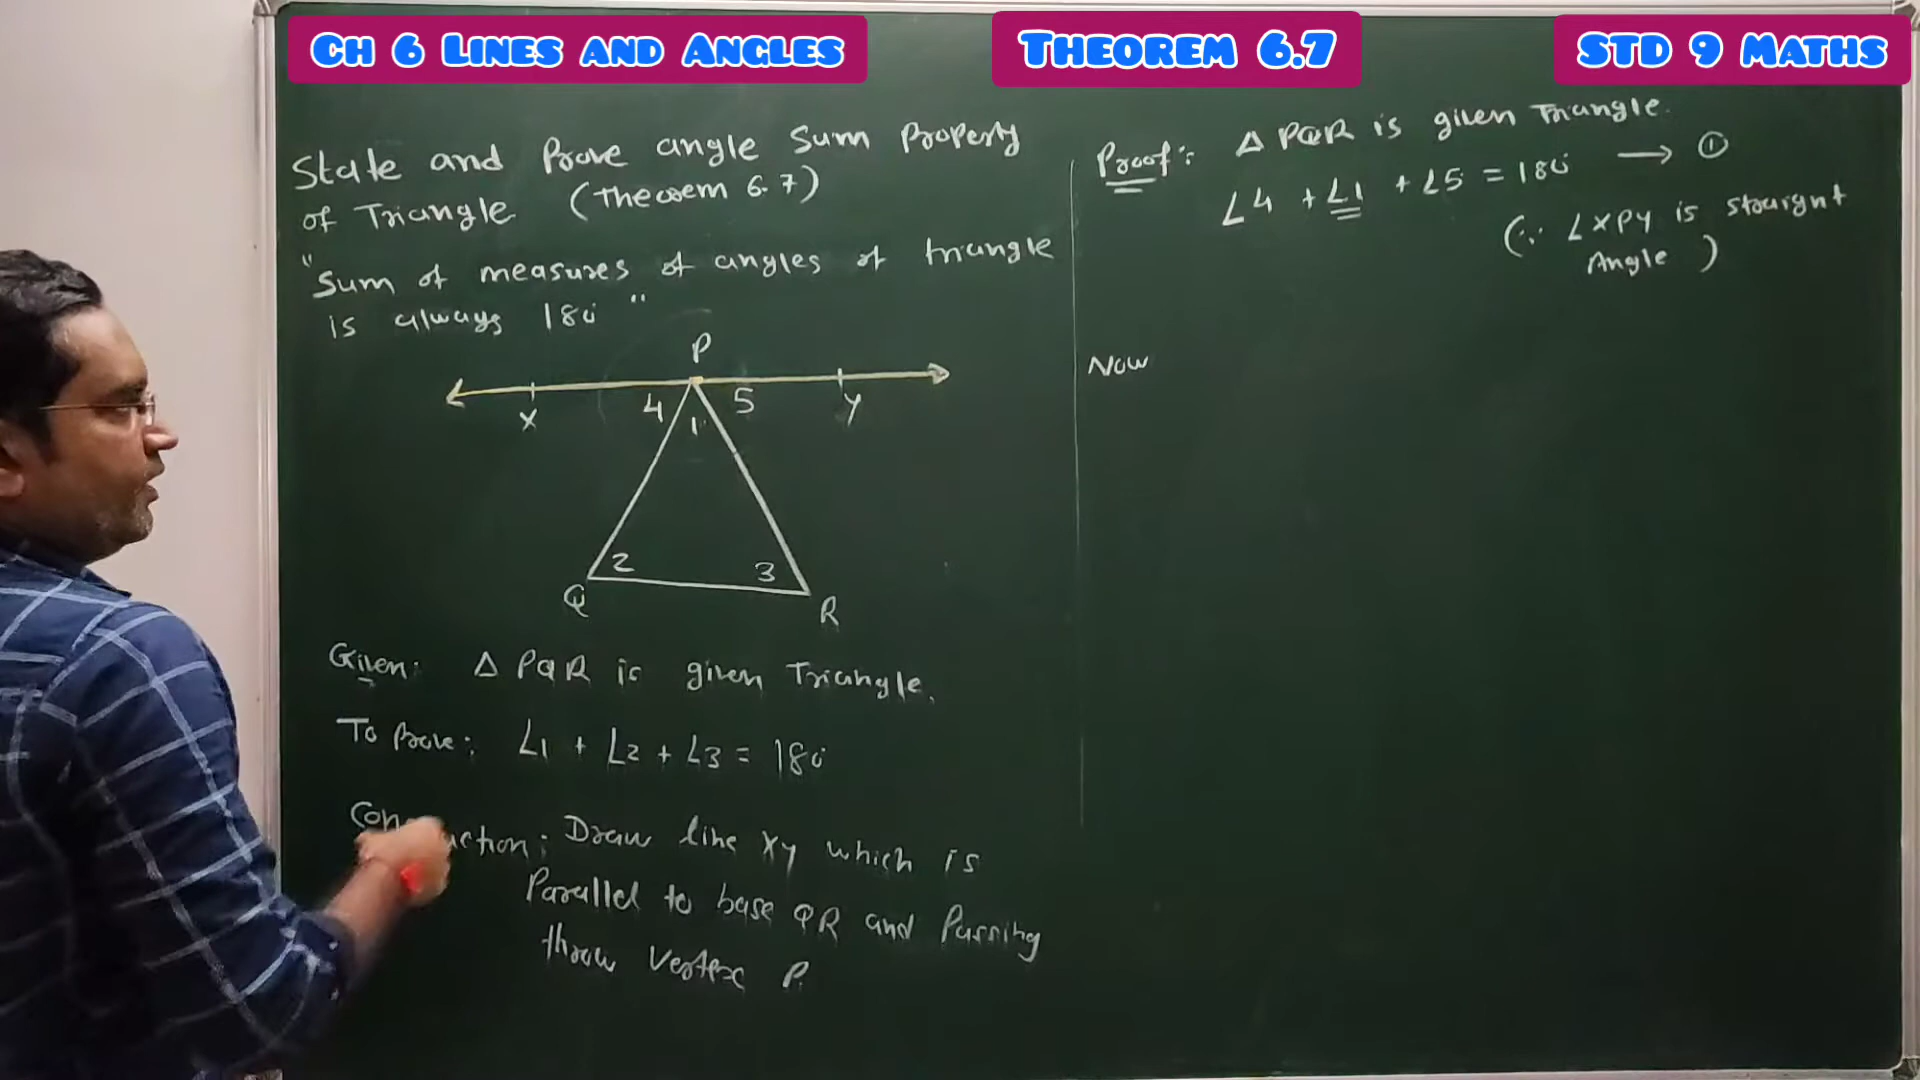 CH 6 LINES AND ANGLES
THEOREM 6.7
STD 9 MATHS
State and Prove angle Sum Property
of Triangle (Theorem 6.7)
"Sum of measures of angles of triangle
is always 180° "
P
X 4 1 5 Y
2 3
Q R
Given: Δ PQR is given Triangle.
To Prove: ∠1 + ∠2 + ∠3 = 180°
Con uction: Draw line XY which is
Parallel to base QR and Passing
throw Vertex P.
Proof: Δ PQR is given Triangle.
∠4 + ∠1 + ∠5 = 180° → ①
(∵ ∠XPY is straight
Angle )
Now